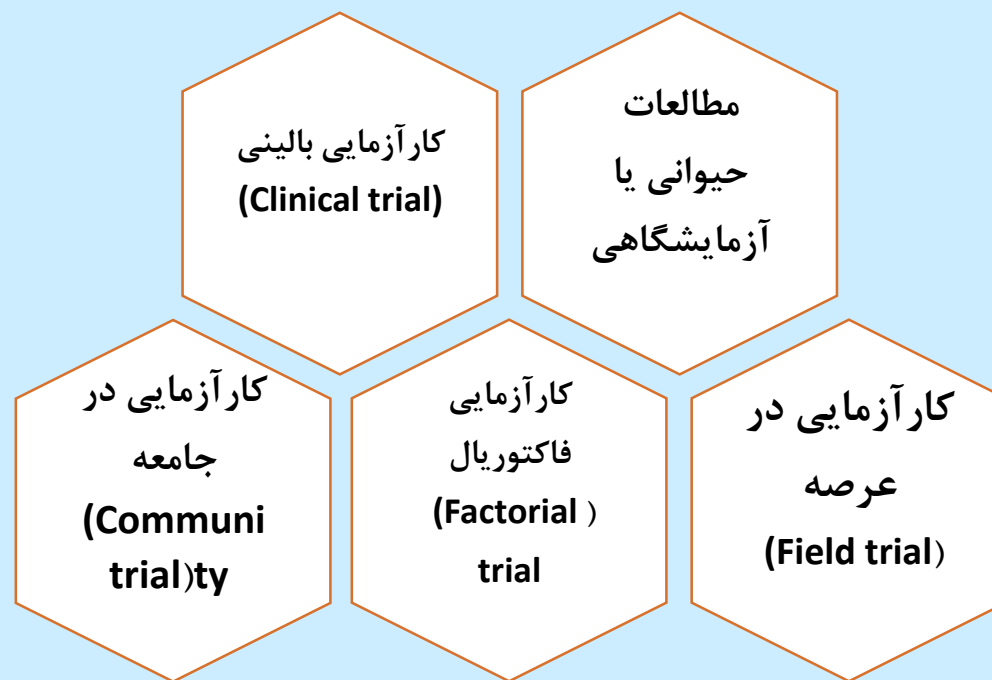 مطالعات
حیوانی یا
آزمایشگاهی
کارآزمایی بالینی
(Clinical trial)
کارآزمایی در
عرصه
(Field trial)
کارآزمایی
فاکتوریال
(Factorial )
trial
کارآزمایی در
جامعه
(Communi
trial)ty